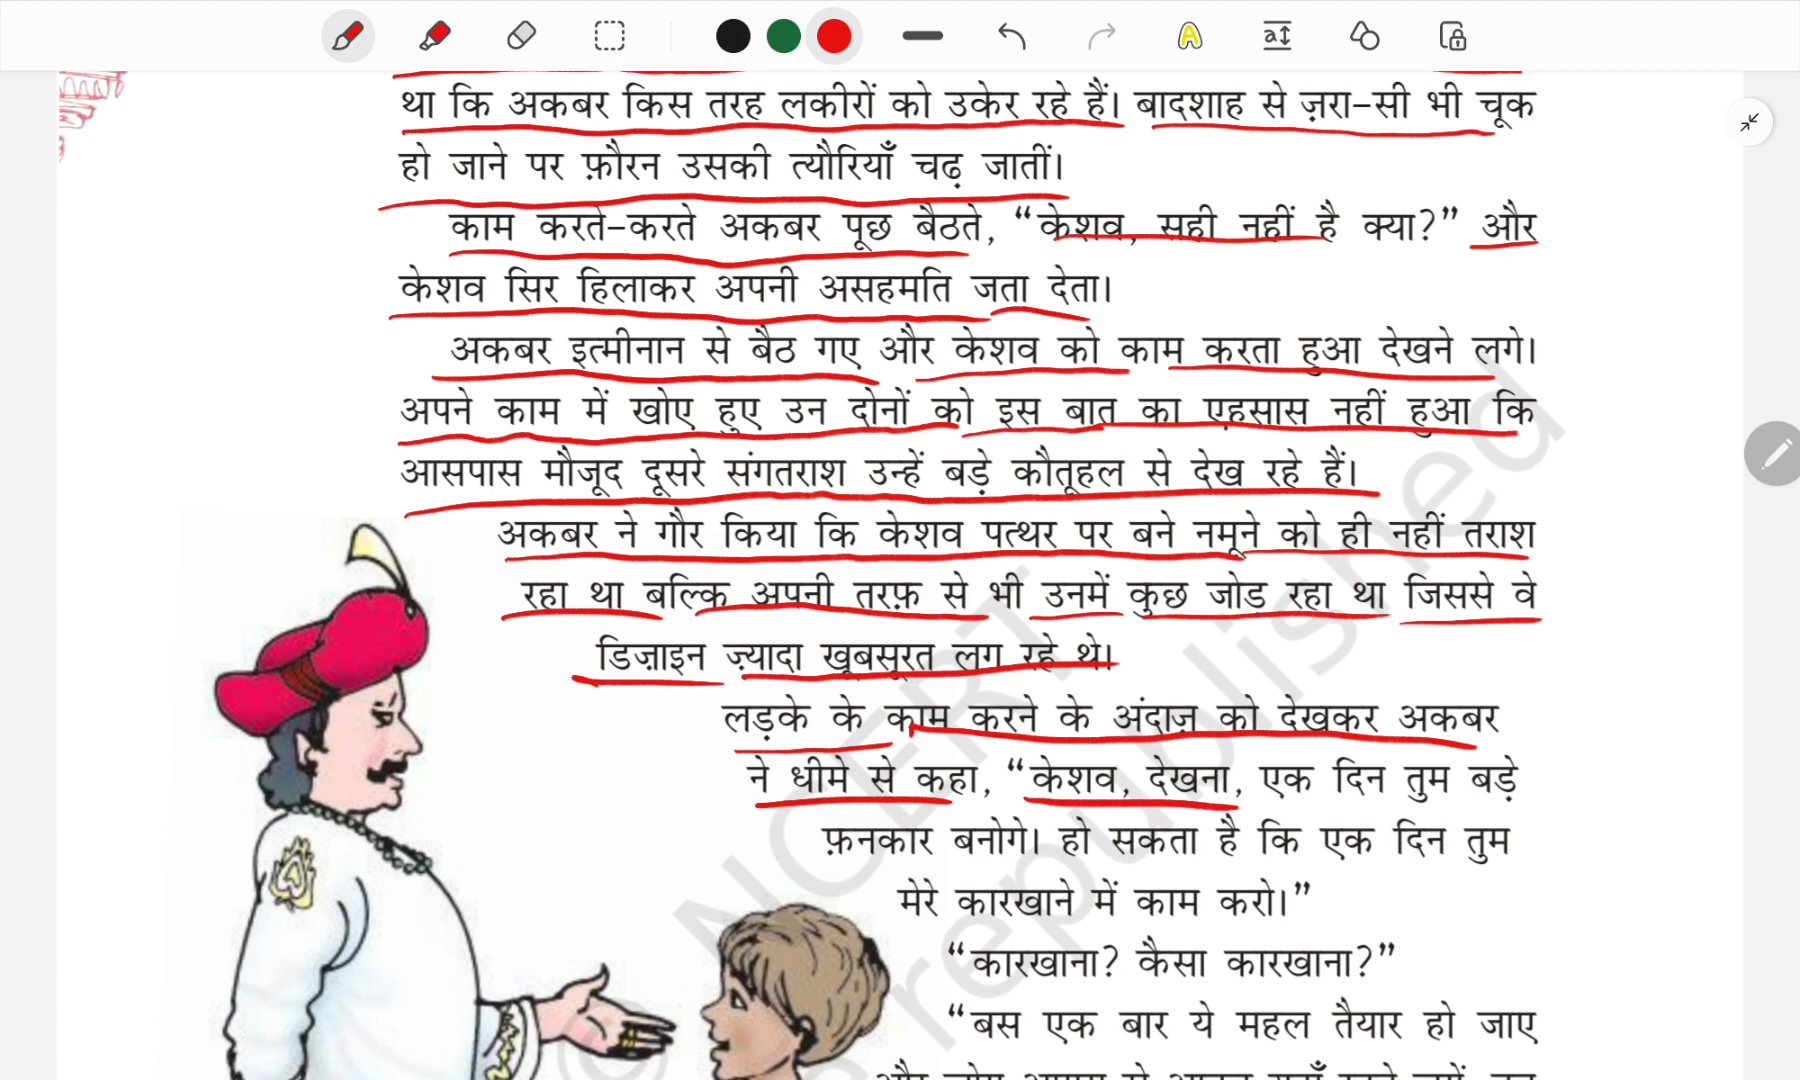 था कि अकबर किस तरह लकीरों को उकेर रहे हैं। बादशाह से ज़रा-सी भी चूक
हो जाने पर फ़ौरन उसकी त्यौरियाँ चढ़ जातीं।
काम करते-करते अकबर पूछ बैठते, “केशव, सही नहीं है क्या?” और
केशव सिर हिलाकर अपनी असहमति जता देता।
अकबर इत्मीनान से बैठ गए और केशव को काम करता हुआ देखने लगे।
अपने काम में खोए हुए उन दोनों को इस बात का एहसास नहीं हुआ कि
आसपास मौजूद दूसरे संगतराश उन्हें बड़े कौतूहल से देख रहे हैं।
अकबर ने गौर किया कि केशव पत्थर पर बने नमूने को ही नहीं तराश
रहा था बल्कि अपनी तरफ़ से भी उनमें कुछ जोड़ रहा था जिससे वे
डिज़ाइन ज़्यादा खूबसूरत लग रहे थे।
लड़के के काम करने के अंदाज़ को देखकर अकबर
ने धीमे से कहा, “केशव, देखना, एक दिन तुम बड़े
फ़नकार बनोगे। हो सकता है कि एक दिन तुम
मेरे कारखाने में काम करो।”
“कारखाना? कैसा कारखाना?”
“बस एक बार ये महल तैयार हो जाए
© NCERT
republished